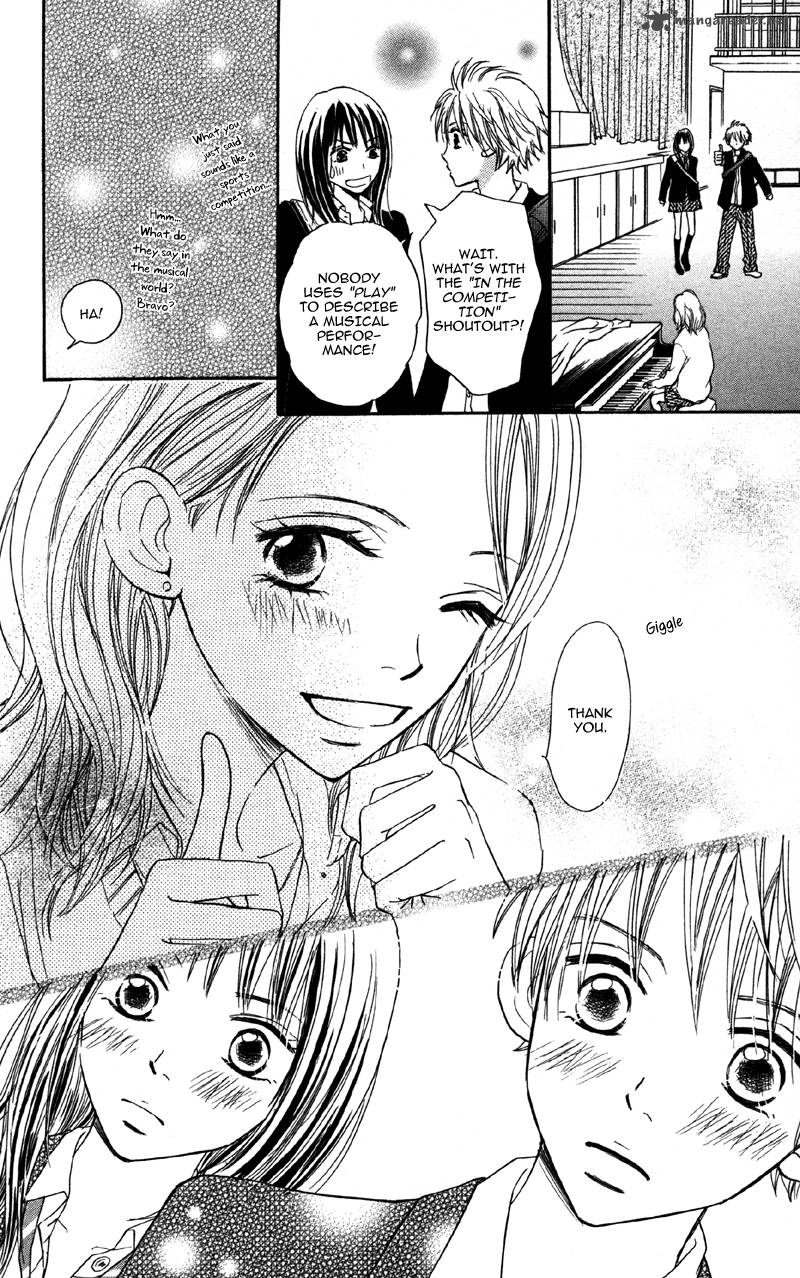 WAIT.
WHAT'S WITH
THE "IN THE
COMPETI-
TION"
SHOUTOUT?!
NOBODY
USES "PLAY"
TO DESCRIBE
A MUSICAL
PERFOR-
MANCE!
What you
just said
sounds like a
sports
competition...
Hmm...
What do
they say in
the musical
world?
Bravo?
HA!
Giggle
THANK
YOU.